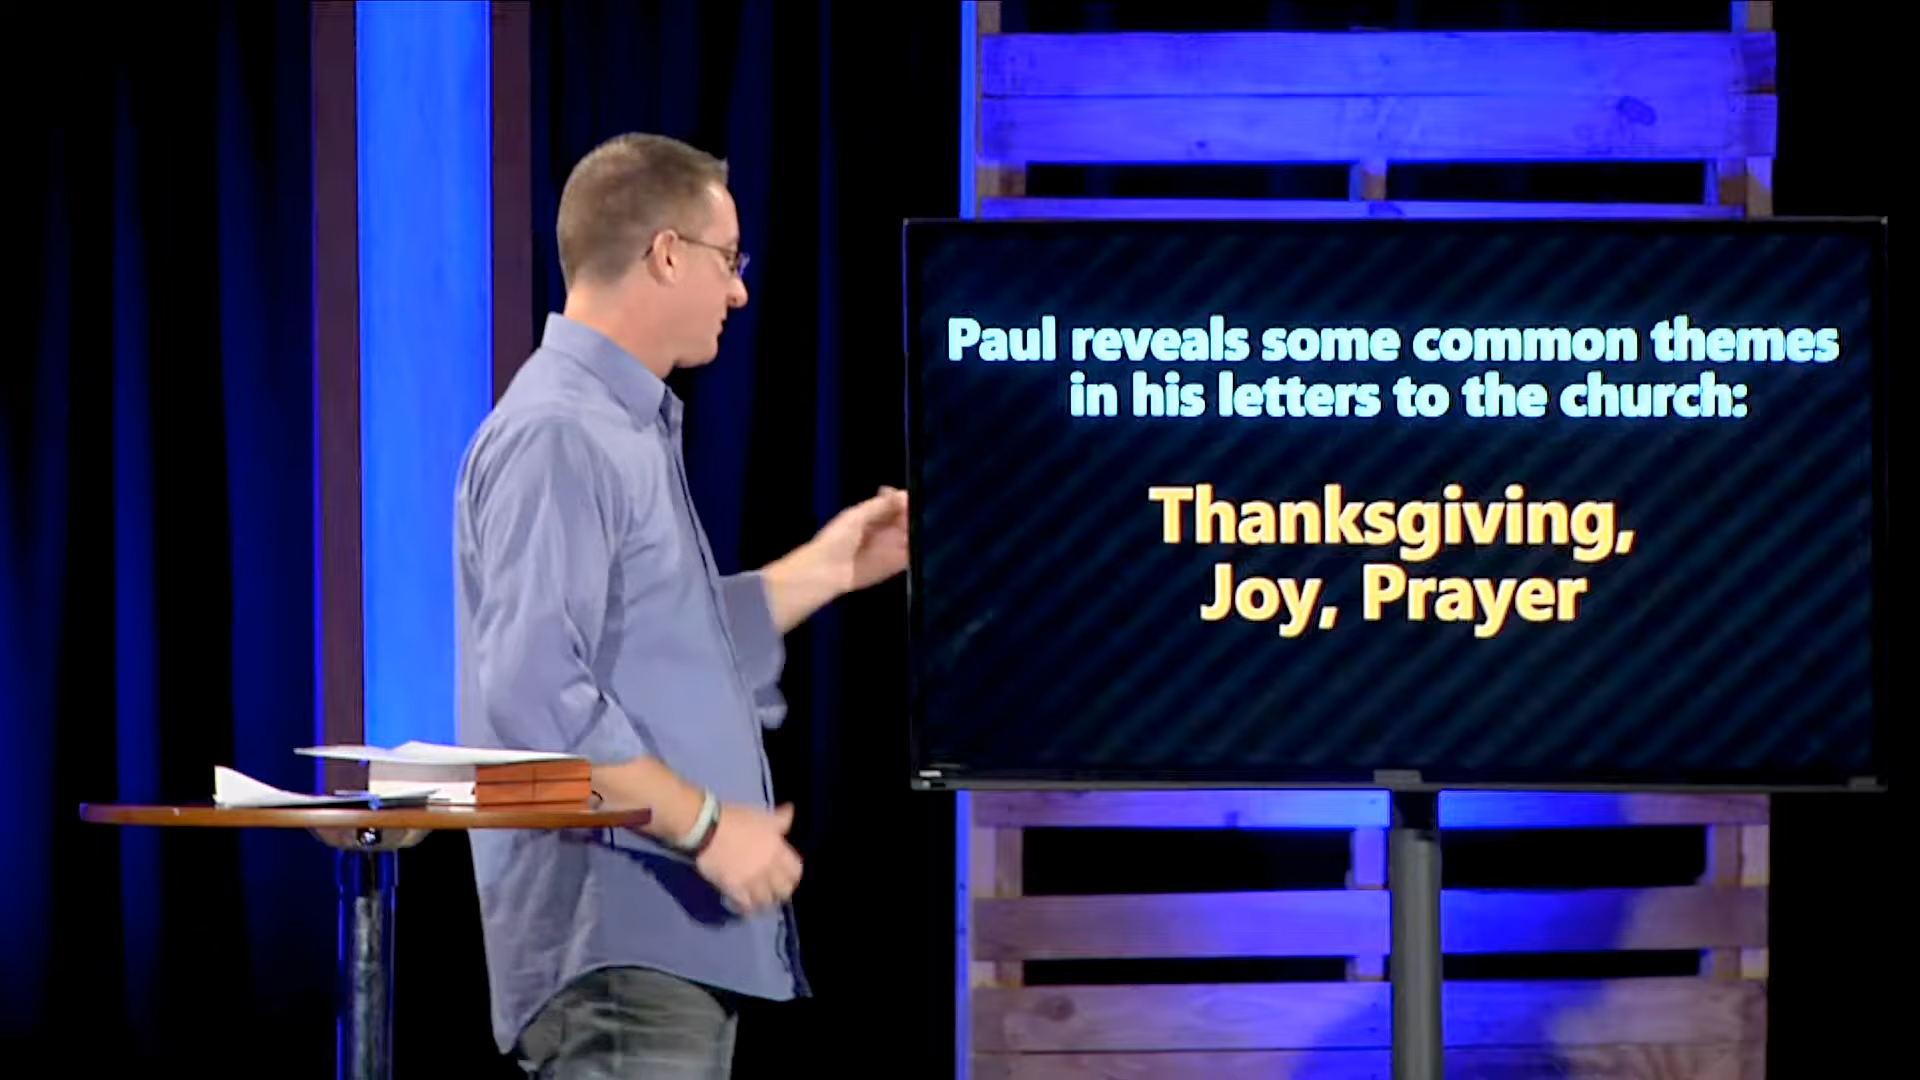 Paul reveals some common themes
in his letters to the church:
Thanksgiving,
Joy, Prayer